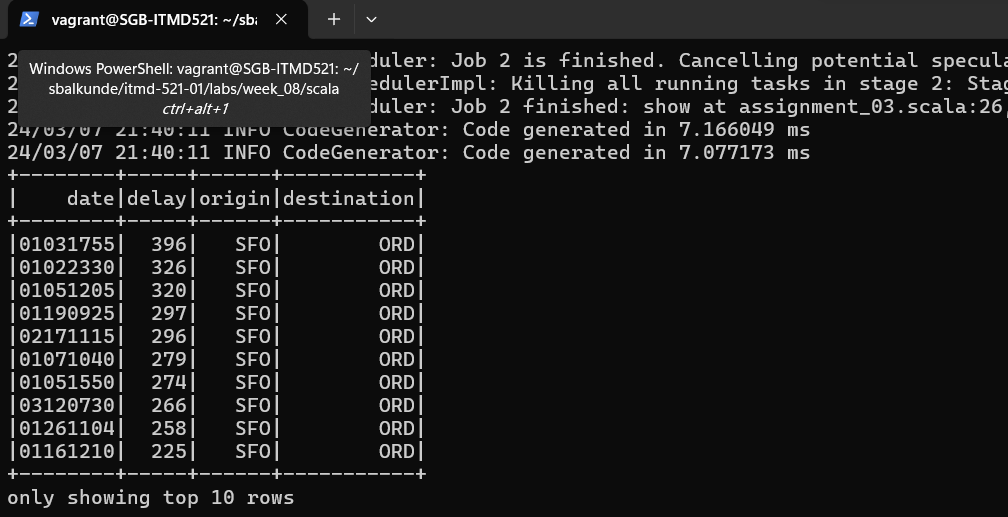 vagrant@SGB-ITMD521: ~/sb
2 duler: Job 2 is finished. Cancelling potential specula
Windows PowerShell: vagrant@SGB-ITMD521: ~/
2 edulerImpl: Killing all running tasks in stage 2: Stag
sbalkunde/itmd-521-01/labs/week_08/scala
2 duler: Job 2 finished: show at assignment_03.scala:26,
ctrl+alt+1
24/03/07 21:40:11 INFO CodeGenerator: Code generated in 7.166049 ms
24/03/07 21:40:11 INFO CodeGenerator: Code generated in 7.077173 ms
+--------+-----+------+-----------+
|    date|delay|origin|destination|
+--------+-----+------+-----------+
|01031755|  396|   SFO|        ORD|
|01022330|  326|   SFO|        ORD|
|01051205|  320|   SFO|        ORD|
|01190925|  297|   SFO|        ORD|
|02171115|  296|   SFO|        ORD|
|01071040|  279|   SFO|        ORD|
|01051550|  274|   SFO|        ORD|
|03120730|  266|   SFO|        ORD|
|01261104|  258|   SFO|        ORD|
|01161210|  225|   SFO|        ORD|
+--------+-----+------+-----------+
only showing top 10 rows